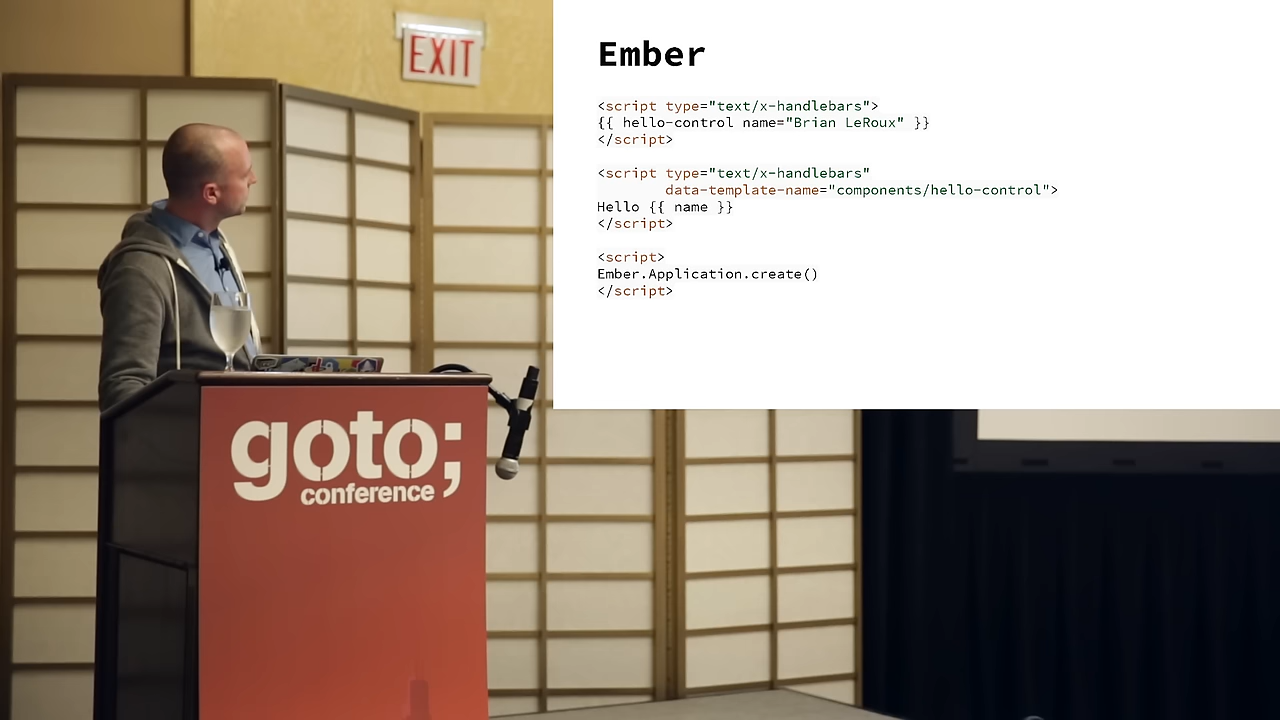 EXIT
Ember
<script type="text/x-handlebars">
{{ hello-control name="Brian LeRoux" }}
</script>
<script type="text/x-handlebars"
data-template-name="components/hello-control">
Hello {{ name }}
</script>
<script>
Ember.Application.create()
</script>
goto;
conference